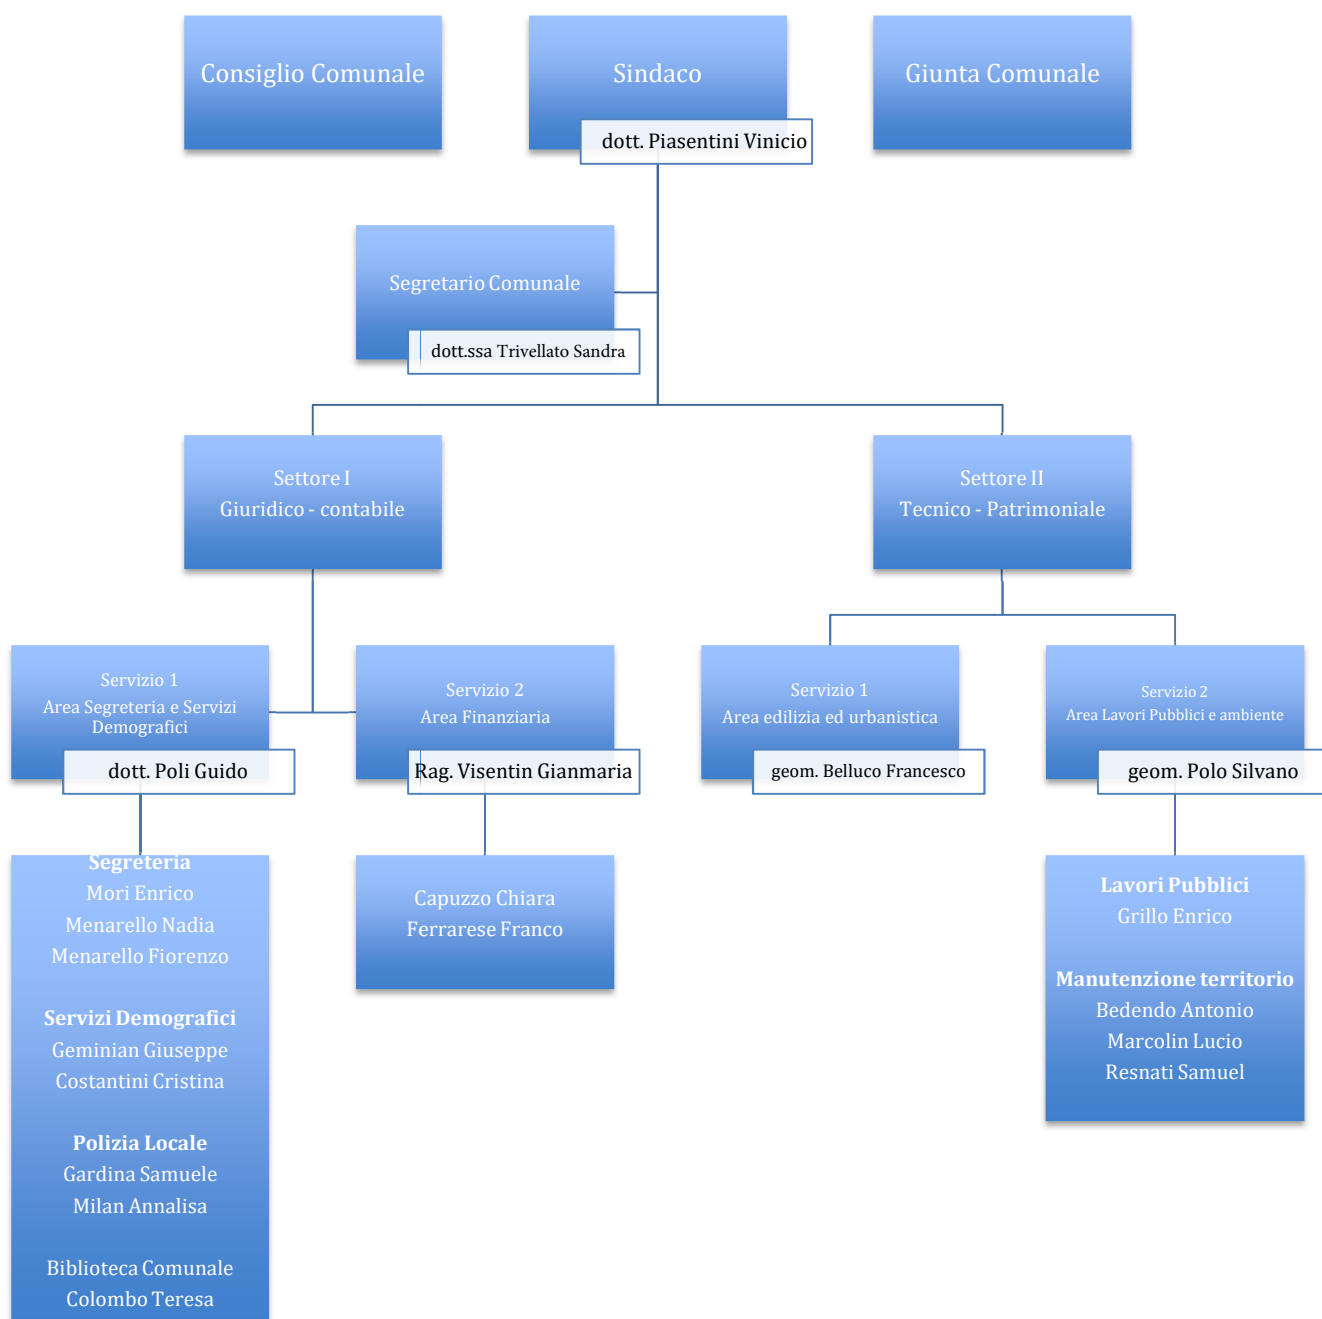 Consiglio Comunale
Sindaco
dott. Piasentini Vinicio
Giunta Comunale
Segretario Comunale
dott.ssa Trivellato Sandra
Settore I
Giuridico - contabile
Settore II
Tecnico - Patrimoniale
Servizio 1
Area Segreteria e Servizi
Demografici
dott. Poli Guido
Servizio 2
Area Finanziaria
Rag. Visentin Gianmaria
Servizio 1
Area edilizia ed urbanistica
geom. Belluco Francesco
Servizio 2
Area Lavori Pubblici e ambiente
geom. Polo Silvano
Segreteria
Mori Enrico
Menarello Nadia
Menarello Fiorenzo
Servizi Demografici
Geminian Giuseppe
Costantini Cristina
Polizia Locale
Gardina Samuele
Milan Annalisa
Biblioteca Comunale
Colombo Teresa
Capuzzo Chiara
Ferrarese Franco
Lavori Pubblici
Grillo Enrico
Manutenzione territorio
Bedendo Antonio
Marcolin Lucio
Resnati Samuel